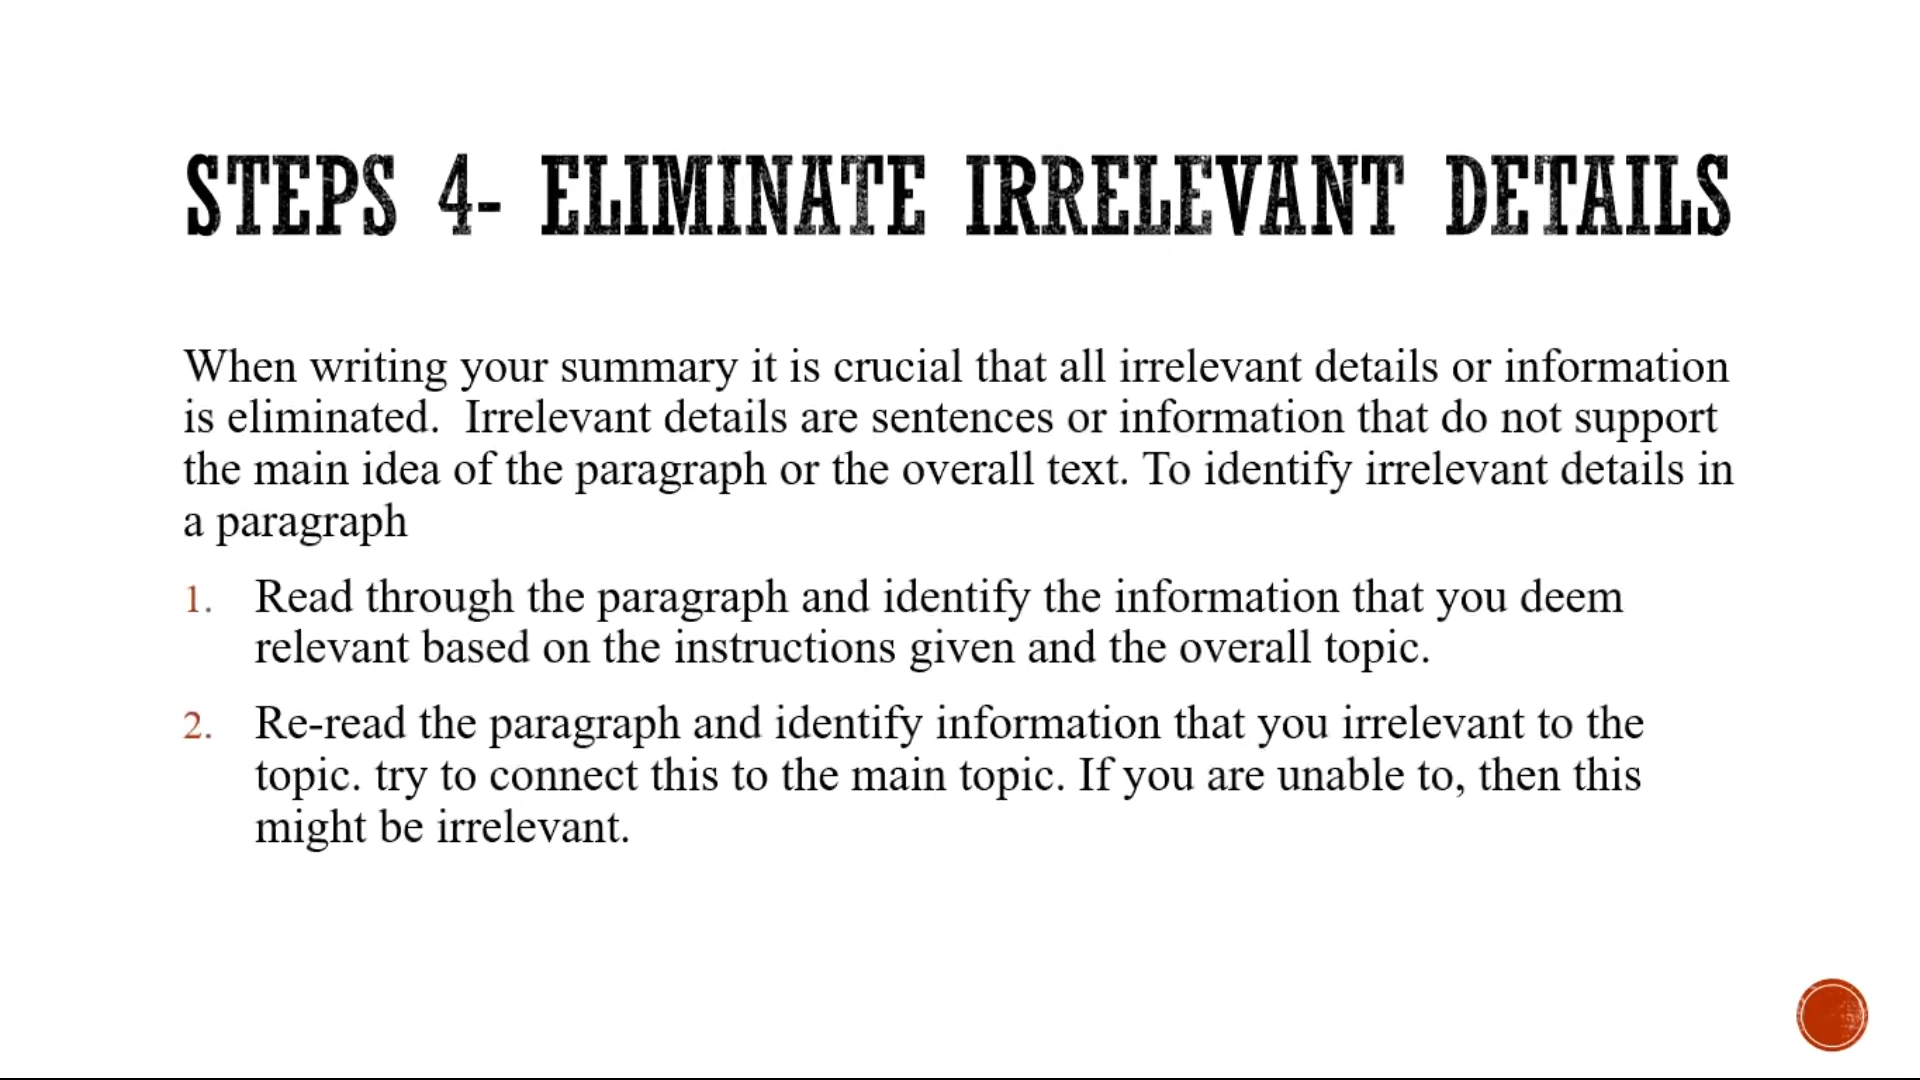 STEPS 4- ELIMINATE IRRELEVANT DETAILS
When writing your summary it is crucial that all irrelevant details or information
is eliminated.  Irrelevant details are sentences or information that do not support
the main idea of the paragraph or the overall text. To identify irrelevant details in
a paragraph
1. Read through the paragraph and identify the information that you deem
relevant based on the instructions given and the overall topic.
2. Re-read the paragraph and identify information that you irrelevant to the
topic. try to connect this to the main topic. If you are unable to, then this
might be irrelevant.